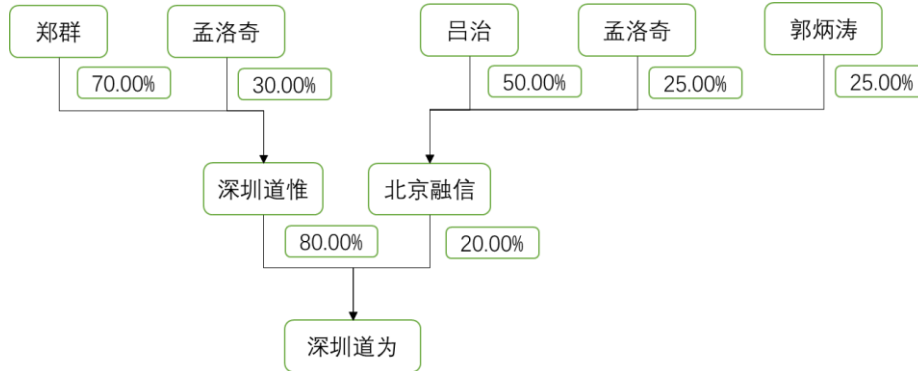 郑群
孟洛奇
吕治
孟洛奇
郭炳涛
70.00%
30.00%
50.00%
25.00%
25.00%
深圳道惟
北京融信
80.00%
20.00%
深圳道为